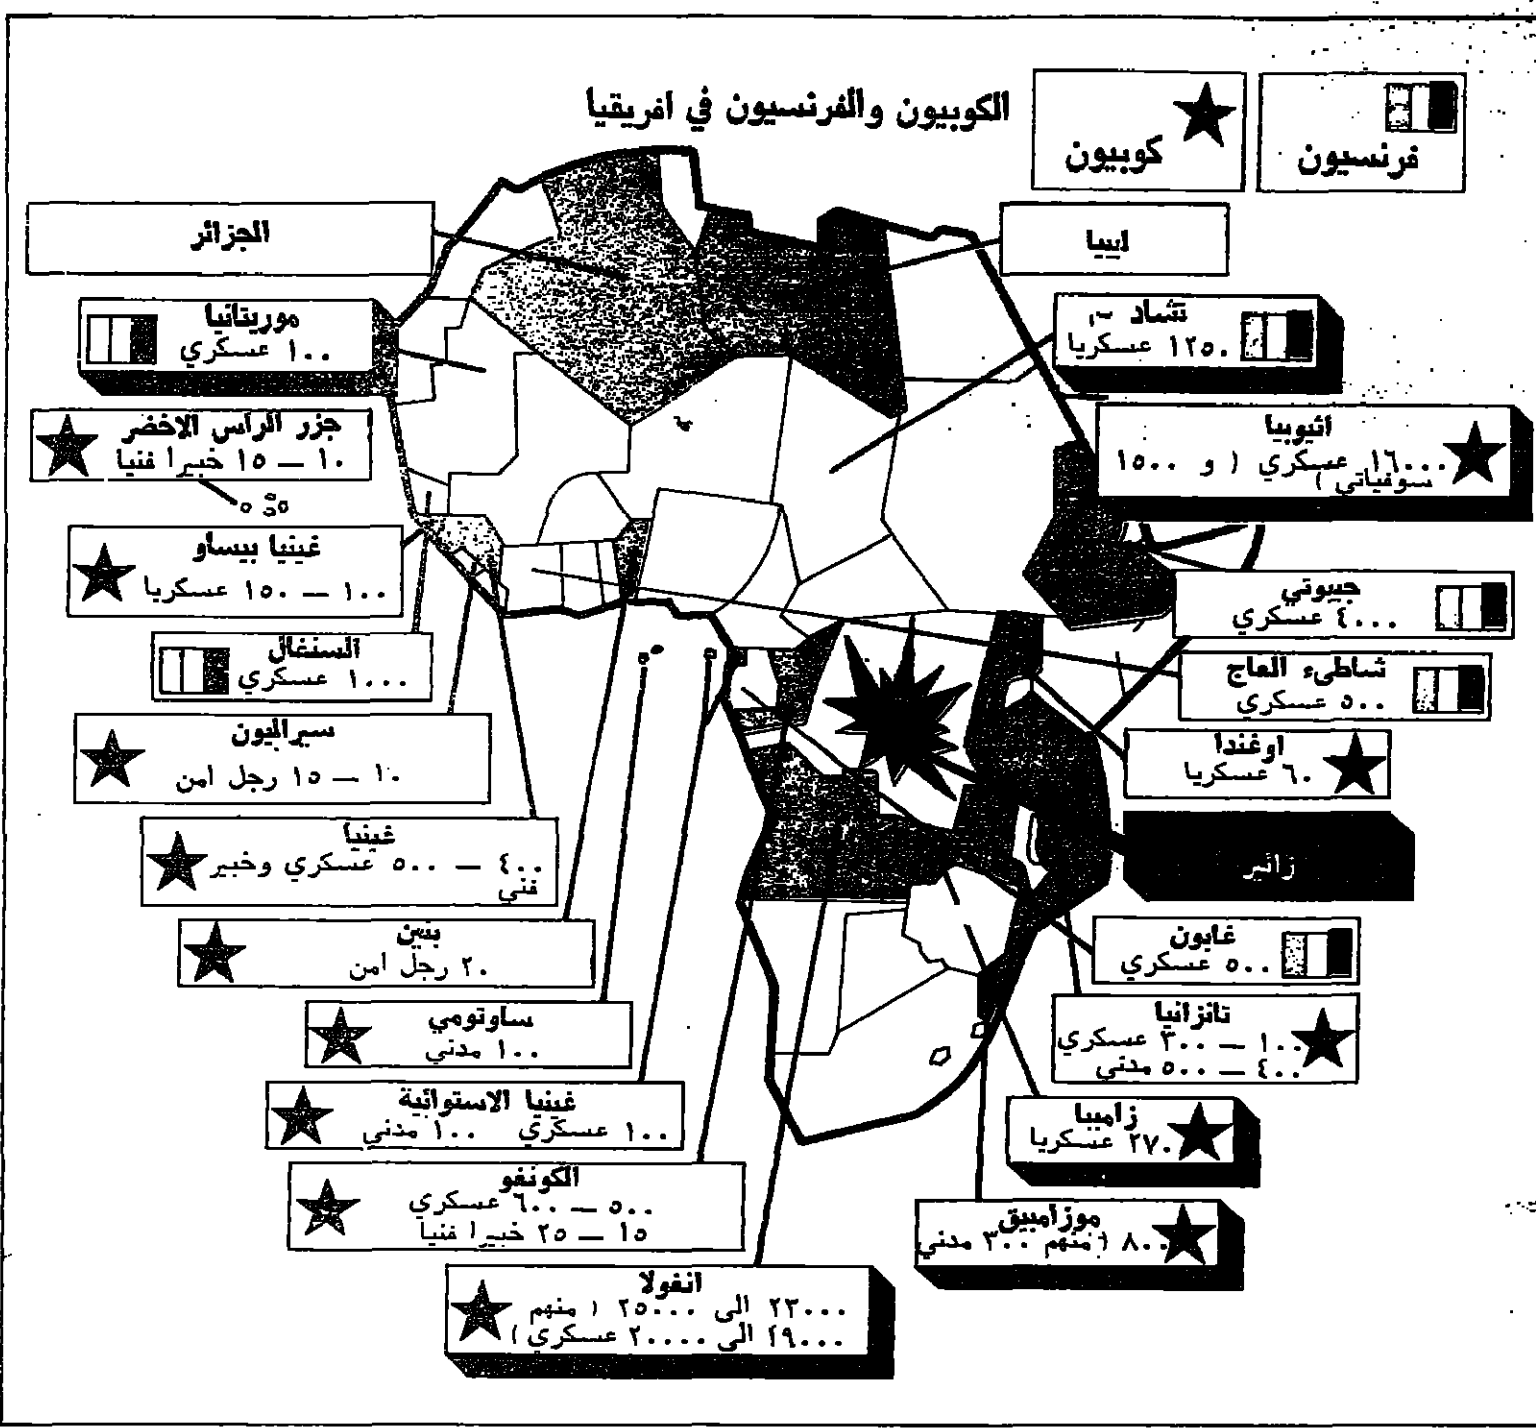 الكوبيون والفرنسيون في افريقيا
كوبيون
فرنسيون
الجزائر
ليبيا
موريتانيا
١٠٠ عسكري
تشاد
١٢٥٠ عسكريا
جزر الراس الاخضر
١٠ — ١٥ خبيرا فنيا
اثيوبيا
١٦٠٠٠ عسكري ( و ١٥٠٠
سوفياتي )
غينيا بيساو
١٠٠ — ١٥٠ عسكريا
جيبوتي
٤٠٠٠ عسكري
السنغال
١٠٠٠ عسكري
شاطىء العاج
٥٠٠ عسكري
سيراليون
١٠ — ١٥ رجل امن
اوغندا
٦٠ عسكريا
غينيا
٤٠٠ — ٥٠٠ عسكري وخبير
فني
زائير
بنين
٢٠ رجل امن
غابون
٥٠٠ عسكري
ساوتومي
١٠٠ مدني
تانزانيا
١٠٠ — ٣٠٠ عسكري
٤٠٠ — ٥٠٠ مدني
غينيا الاستوائية
١٠٠ عسكري ١٠٠ مدني
زامبيا
٢٧٠ عسكريا
الكونغو
٥٠٠ — ٦٠٠ عسكري
١٥ — ٢٥ خبيرا فنيا
موزامبيق
٨٠٠ ( منهم ٣٠٠ مدني
انغولا
٢٣٠٠٠ الى ٢٥٠٠٠ ( منهم
١٩٠٠٠ الى ٢٠٠٠٠ عسكري )